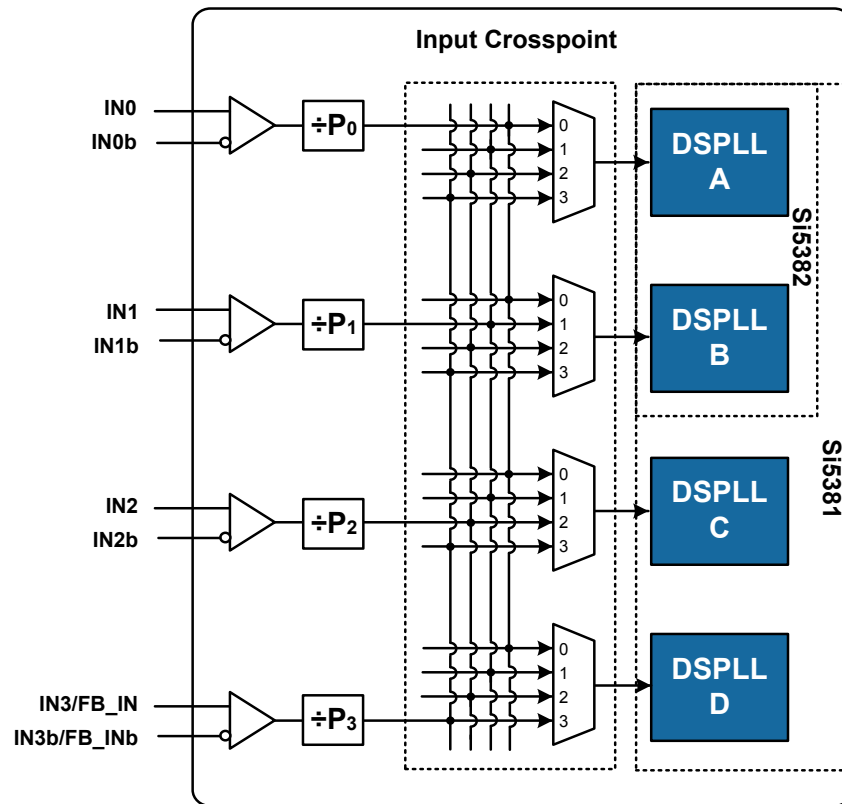 Input Crosspoint
IN0
IN0b
÷P0
0
1
2
3
DSPLL
A
Si5382
IN1
IN1b
÷P1
0
1
2
3
DSPLL
B
IN2
IN2b
÷P2
0
1
2
3
DSPLL
C
Si5381
IN3/FB_IN
IN3b/FB_INb
÷P3
0
1
2
3
DSPLL
D